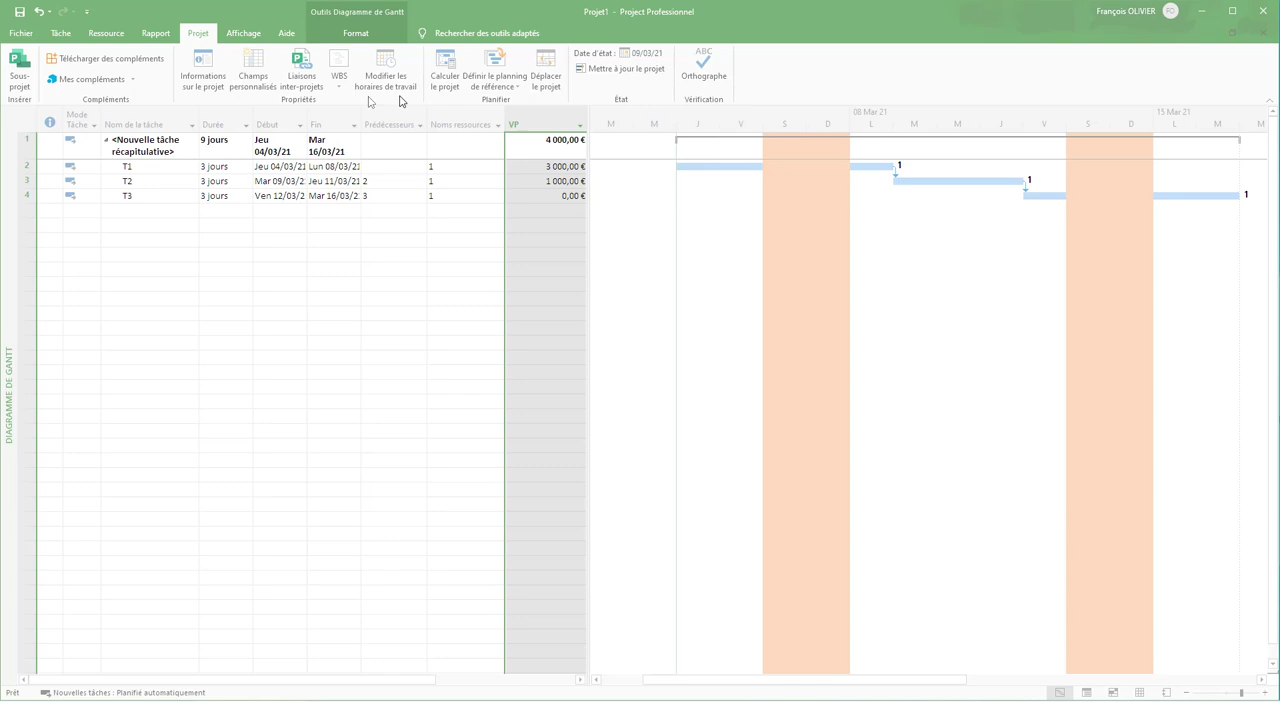 Outils Diagramme de Gantt
Projet1 - Project Professionnel
François OLIVIER
FO
Fichier Tâche Ressource Rapport Projet Affichage Aide Format Rechercher des outils adaptés
Sous-
projet
Insérer
Télécharger des compléments
Mes compléments
Compléments
Informations
sur le projet
Champs
personnalisés
Liaisons
inter-projets
WBS
Modifier les
horaires de travail
Propriétés
Calculer
le projet
Définir le planning
de référence
Déplacer
le projet
Planifier
Date d'état : 09/03/21
Mettre à jour le projet
État
ABC
Orthographe
Vérification
Mode
Tâche
Nom de la tâche Durée Début Fin Prédécesseurs Noms ressources VP
08 Mar 21 15 Mar 21
M M J V S D L M M J V S D L M
1 <Nouvelle tâche
récapitulative>
9 jours Jeu
04/03/21
Mar
16/03/21
4 000,00 €
2 T1 3 jours Jeu 04/03/21 Lun 08/03/21 1 3 000,00 € 1
3 T2 3 jours Mar 09/03/2 Jeu 11/03/21 2 1 1 000,00 € 1
4 T3 3 jours Ven 12/03/2 Mar 16/03/2 3 1 0,00 € 1
DIAGRAMME DE GANTT
Prêt Nouvelles tâches : Planifié automatiquement